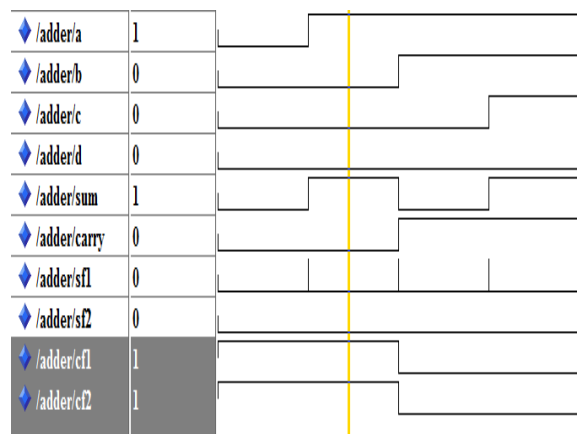 /adder/a 1
/adder/b 0
/adder/c 0
/adder/d 0
/adder/sum 1
/adder/carry 0
/adder/sf1 0
/adder/sf2 0
/adder/cf1 1
/adder/cf2 1